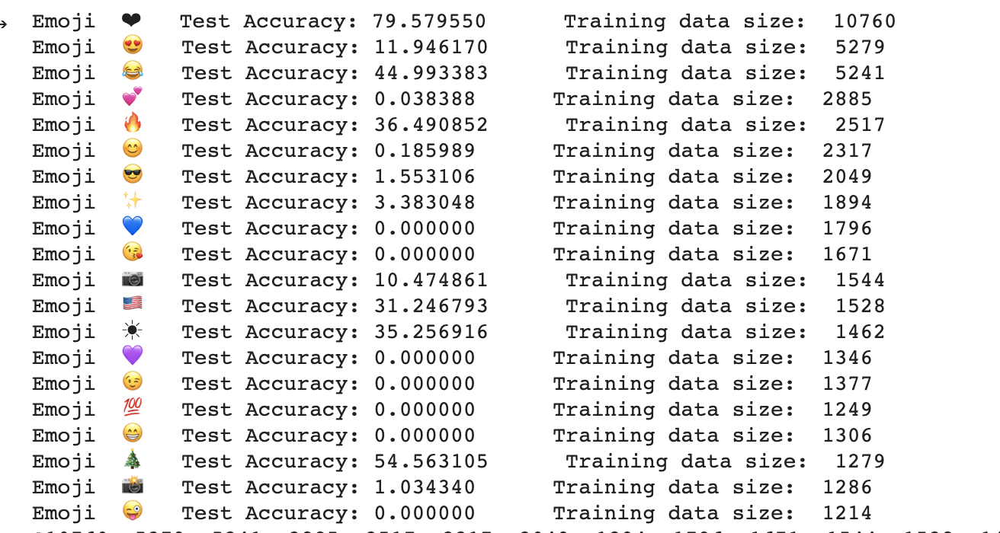 Emoji ❤ Test Accuracy: 79.579550 Training data size: 10760
Emoji 😍 Test Accuracy: 11.946170 Training data size: 5279
Emoji 😂 Test Accuracy: 44.993383 Training data size: 5241
Emoji 💕 Test Accuracy: 0.038388 Training data size: 2885
Emoji 🔥 Test Accuracy: 36.490852 Training data size: 2517
Emoji 😊 Test Accuracy: 0.185989 Training data size: 2317
Emoji 😎 Test Accuracy: 1.553106 Training data size: 2049
Emoji ✨ Test Accuracy: 3.383048 Training data size: 1894
Emoji 💙 Test Accuracy: 0.000000 Training data size: 1796
Emoji 😘 Test Accuracy: 0.000000 Training data size: 1671
Emoji 📷 Test Accuracy: 10.474861 Training data size: 1544
Emoji 🇺🇸 Test Accuracy: 31.246793 Training data size: 1528
Emoji ☀ Test Accuracy: 35.256916 Training data size: 1462
Emoji 💜 Test Accuracy: 0.000000 Training data size: 1346
Emoji 😉 Test Accuracy: 0.000000 Training data size: 1377
Emoji 💯 Test Accuracy: 0.000000 Training data size: 1249
Emoji 😁 Test Accuracy: 0.000000 Training data size: 1306
Emoji 🎄 Test Accuracy: 54.563105 Training data size: 1279
Emoji 📸 Test Accuracy: 1.034340 Training data size: 1286
Emoji 😜 Test Accuracy: 0.000000 Training data size: 1214